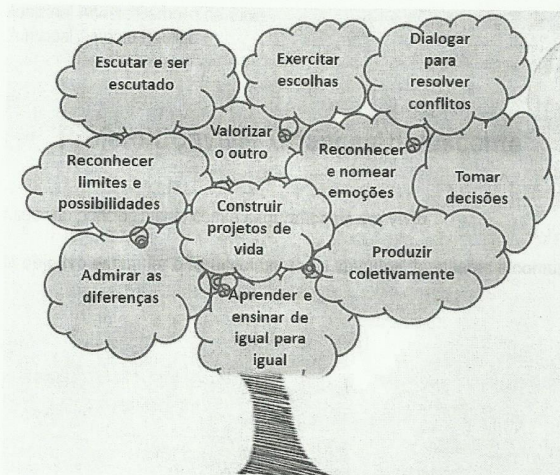 Escutar e ser
escutado
Exercitar
escolhas
Dialogar
para
resolver
conflitos
Valorizar
o outro
Reconhecer
limites e
possibilidades
Reconhecer
e nomear
emoções
Tomar
decisões
Construir
projetos de
vida
Produzir
coletivamente
Admirar as
diferenças
Aprender e
ensinar de
igual para
igual